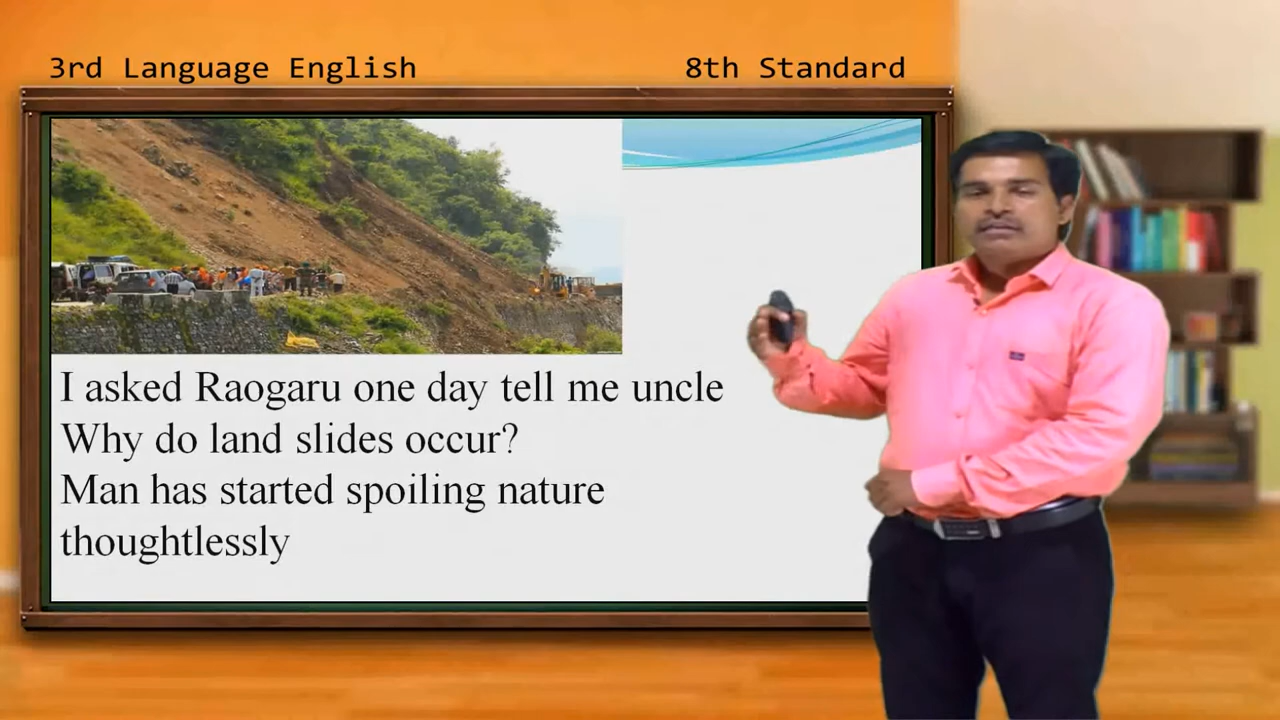 3rd Language English
8th Standard
I asked Raogaru one day tell me uncle
Why do land slides occur?
Man has started spoiling nature
thoughtlessly